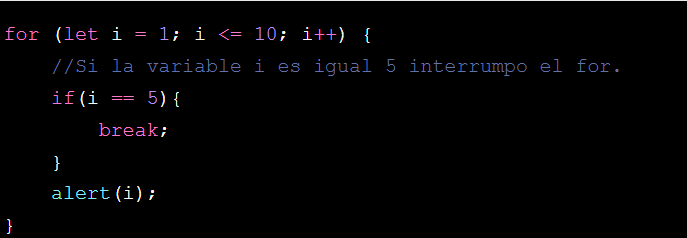 for (let i = 1; i <= 10; i++) {
    //Si la variable i es igual 5 interrumpo el for.
    if(i == 5){
        break;
    }
    alert(i);
}